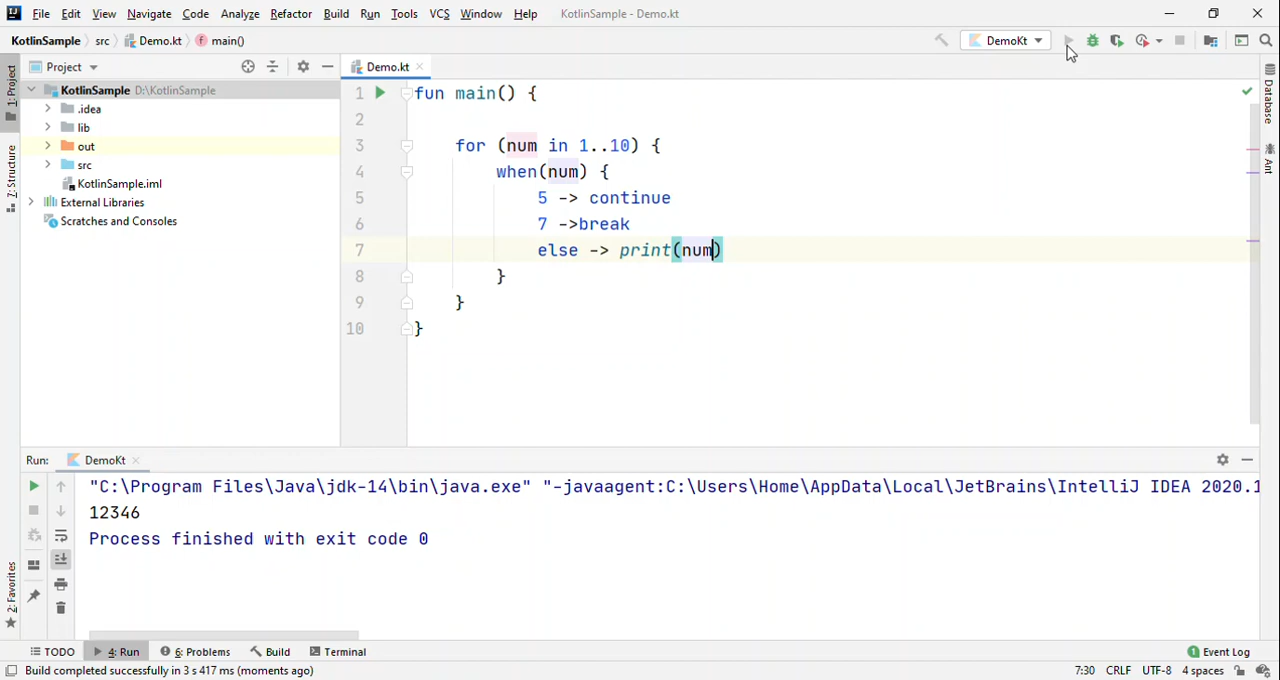 File Edit View Navigate Code Analyze Refactor Build Run Tools VCS Window Help KotlinSample - Demo.kt
KotlinSample src Demo.kt main() DemoKt
1: Project
Project
Demo.kt
KotlinSample D:\KotlinSample
.idea
lib
out
src
KotlinSample.iml
External Libraries
Scratches and Consoles
7: Structure
1 fun main() {
2
3 for (num in 1..10) {
4 when(num) {
5 5 -> continue
6 7 ->break
7 else -> print(num)
8 }
9 }
10 }
Database
Ant
Run: DemoKt
"C:\Program Files\Java\jdk-14\bin\java.exe" "-javaagent:C:\Users\Home\AppData\Local\JetBrains\IntelliJ IDEA 2020.1
12346
Process finished with exit code 0
2: Favorites
TODO 4: Run 6: Problems Build Terminal 1 Event Log
Build completed successfully in 3 s 417 ms (moments ago) 7:30 CRLF UTF-8 4 spaces